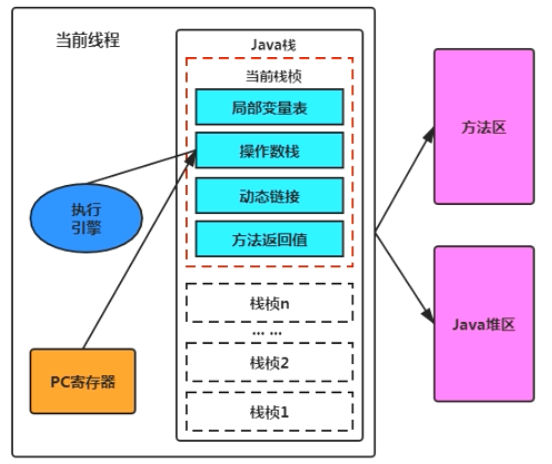 当前线程
Java栈
当前栈桢
局部变量表
操作数栈
动态链接
方法返回值
执行
引擎
栈桢n
... ...
栈桢2
栈桢1
PC寄存器
方法区
Java堆区